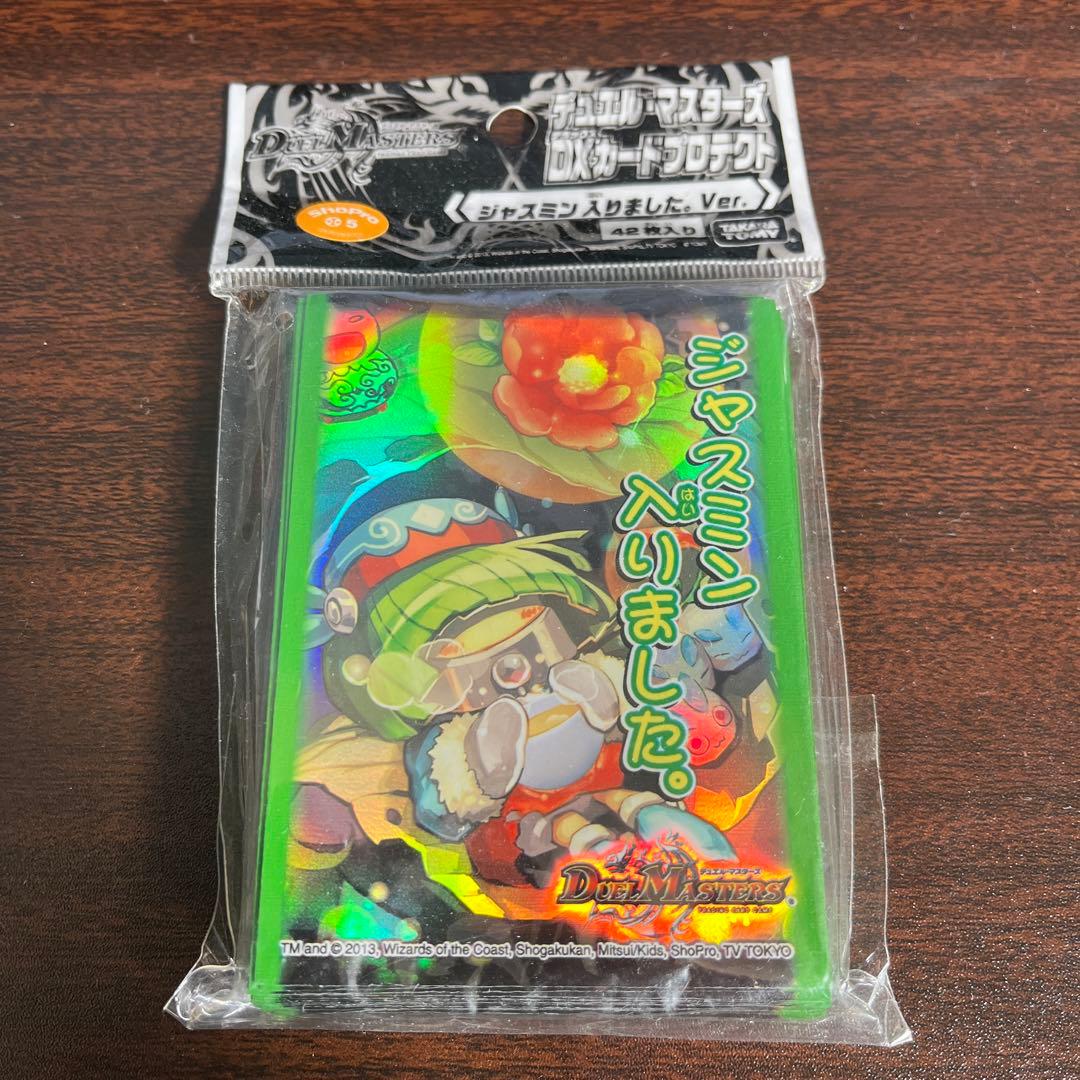 DUEL MASTERS
デュエル・マスターズ
DXカードプロテクト
ジャスミン入りました。Ver.
42枚入り
TAKARA
TOMY
ShoPro
5
ジャスミン
入りました。
はい
デュエル・マスターズ
DUEL MASTERS
TRADING CARD GAME
TM and © 2013, Wizards of the Coast, Shogakukan, Mitsui/Kids, ShoPro, TV TOKYO